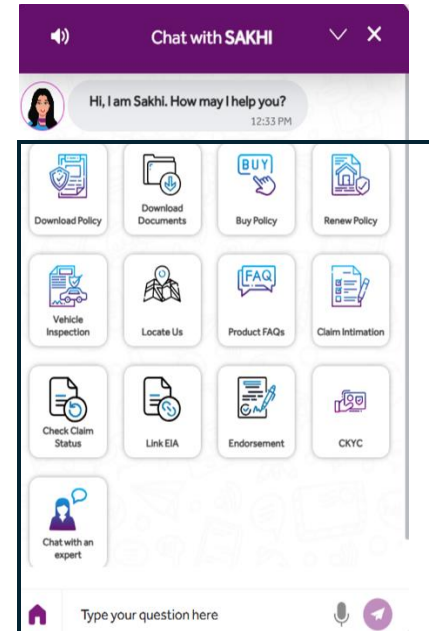 Chat with SAKHI
Hi, I am Sakhi. How may I help you?
12:33 PM
Download Policy
Download
Documents
BUY
Buy Policy
Renew Policy
Vehicle
Inspection
Locate Us
FAQ
Product FAQs
Claim Intimation
Check Claim
Status
Link EIA
Endorsement
CKYC
Chat with an
expert
Type your question here